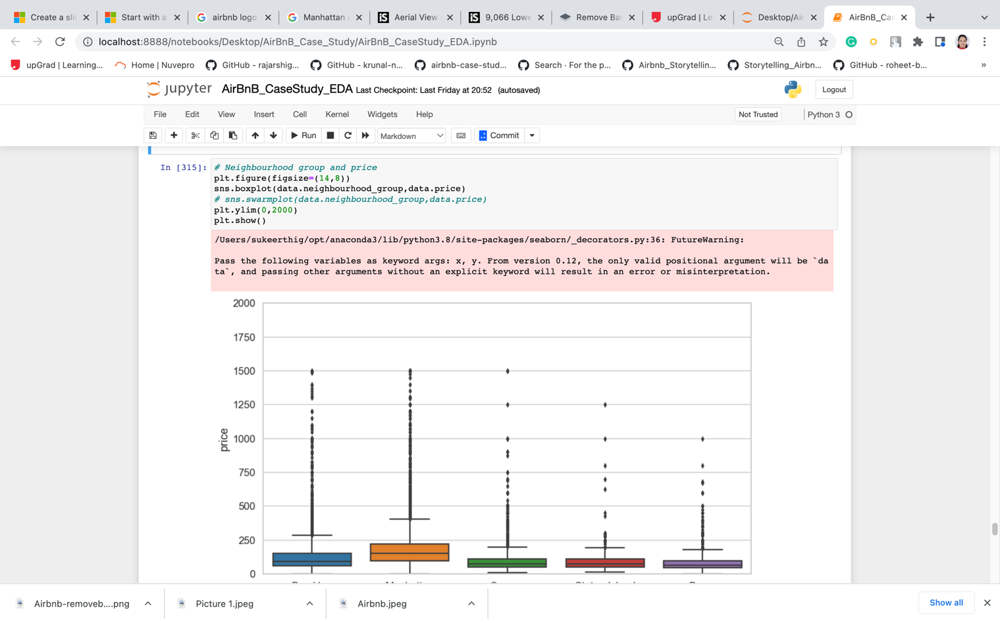 Create a slic
Start with a
airbnb logo
Manhattan a
Aerial View
9,066 Lowe
Remove Bac
upGrad | Le
Desktop/Air
AirBnB_Cas
localhost:8888/notebooks/Desktop/AirBnB_Case_Study/AirBnB_CaseStudy_EDA.ipynb
upGrad | Learning...
Home | Nuvepro
GitHub - rajarshig...
GitHub - krunal-n...
airbnb-case-stud...
Search · For the p...
Airbnb_Storytellin...
Storytelling_Airbn...
GitHub - roheet-b...
»
jupyter AirBnB_CaseStudy_EDA Last Checkpoint: Last Friday at 20:52 (autosaved)
Logout
File Edit View Insert Cell Kernel Widgets Help
Not Trusted
Python 3
Run
Markdown
Commit
In [315]:
# Neighbourhood group and price
plt.figure(figsize=(14,8))
sns.boxplot(data.neighbourhood_group,data.price)
# sns.swarmplot(data.neighbourhood_group,data.price)
plt.ylim(0,2000)
plt.show()
/Users/sukeerthig/opt/anaconda3/lib/python3.8/site-packages/seaborn/_decorators.py:36: FutureWarning:
Pass the following variables as keyword args: x, y. From version 0.12, the only valid positional argument will be `da
ta`, and passing other arguments without an explicit keyword will result in an error or misinterpretation.
2000
1750
1500
1250
1000
750
500
250
0
price
Airbnb-removeb....png
Picture 1.jpeg
Airbnb.jpeg
Show all